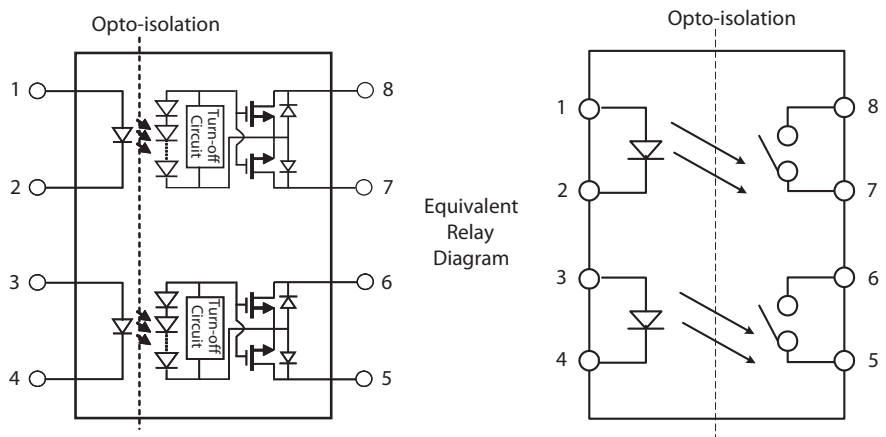 Opto-isolation
1
2
3
4
Turn-off
Circuit
Turn-off
Circuit
8
7
6
5
Equivalent
Relay
Diagram
Opto-isolation
1
2
3
4
8
7
6
5